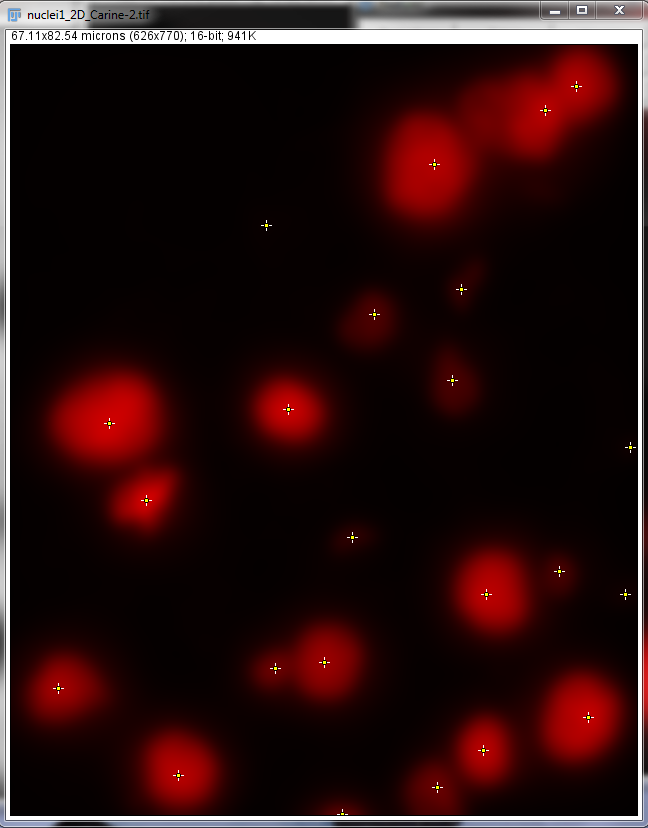 nuclei1_2D_Carine-2.tif
67.11x82.54 microns (626x770); 16-bit; 941K